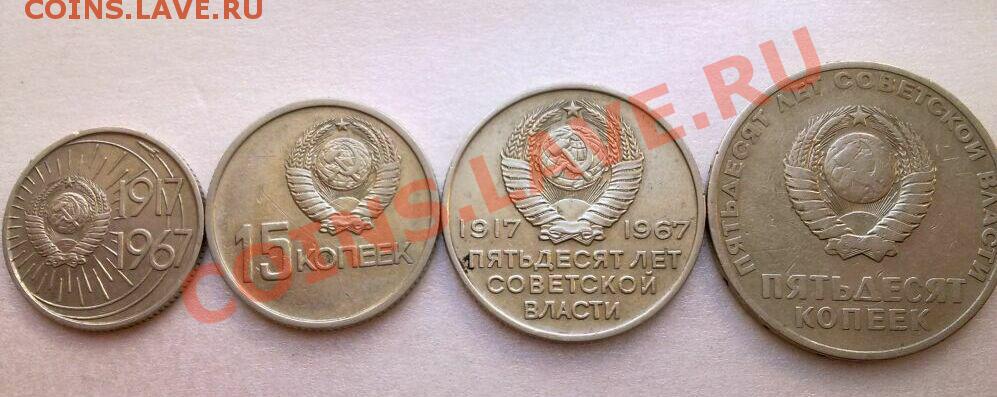 COINS.LAVE.RU
COINS.LAVE.RU
1917
1967
15 КОПЕЕК
1917 1967
ПЯТЬДЕСЯТ ЛЕТ
СОВЕТСКОЙ
ВЛАСТИ
ПЯТЬДЕСЯТ ЛЕТ СОВЕТСКОЙ ВЛАСТИ
ПЯТЬДЕСЯТ
КОПЕЕК